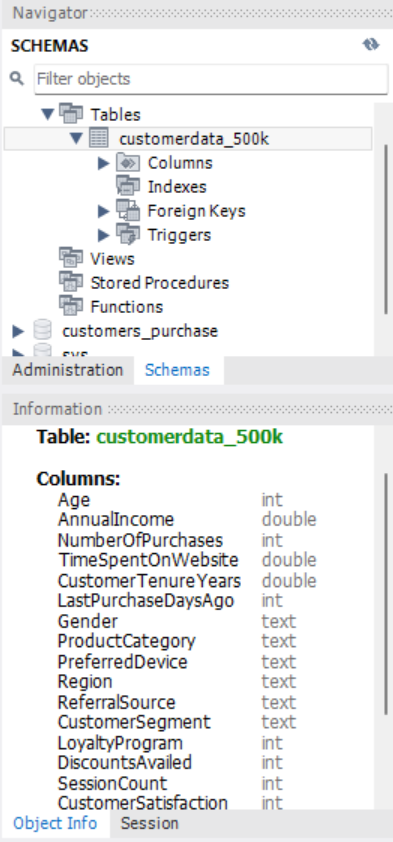 Navigator
SCHEMAS
Filter objects
Tables
customerdata_500k
Columns
Indexes
Foreign Keys
Triggers
Views
Stored Procedures
Functions
customers_purchase
sys
Administration Schemas
Information
Table: customerdata_500k
Columns:
Age int
AnnualIncome double
NumberOfPurchases int
TimeSpentOnWebsite double
CustomerTenureYears double
LastPurchaseDaysAgo int
Gender text
ProductCategory text
PreferredDevice text
Region text
ReferralSource text
CustomerSegment text
LoyaltyProgram int
DiscountsAvailed int
SessionCount int
CustomerSatisfaction int
Object Info Session